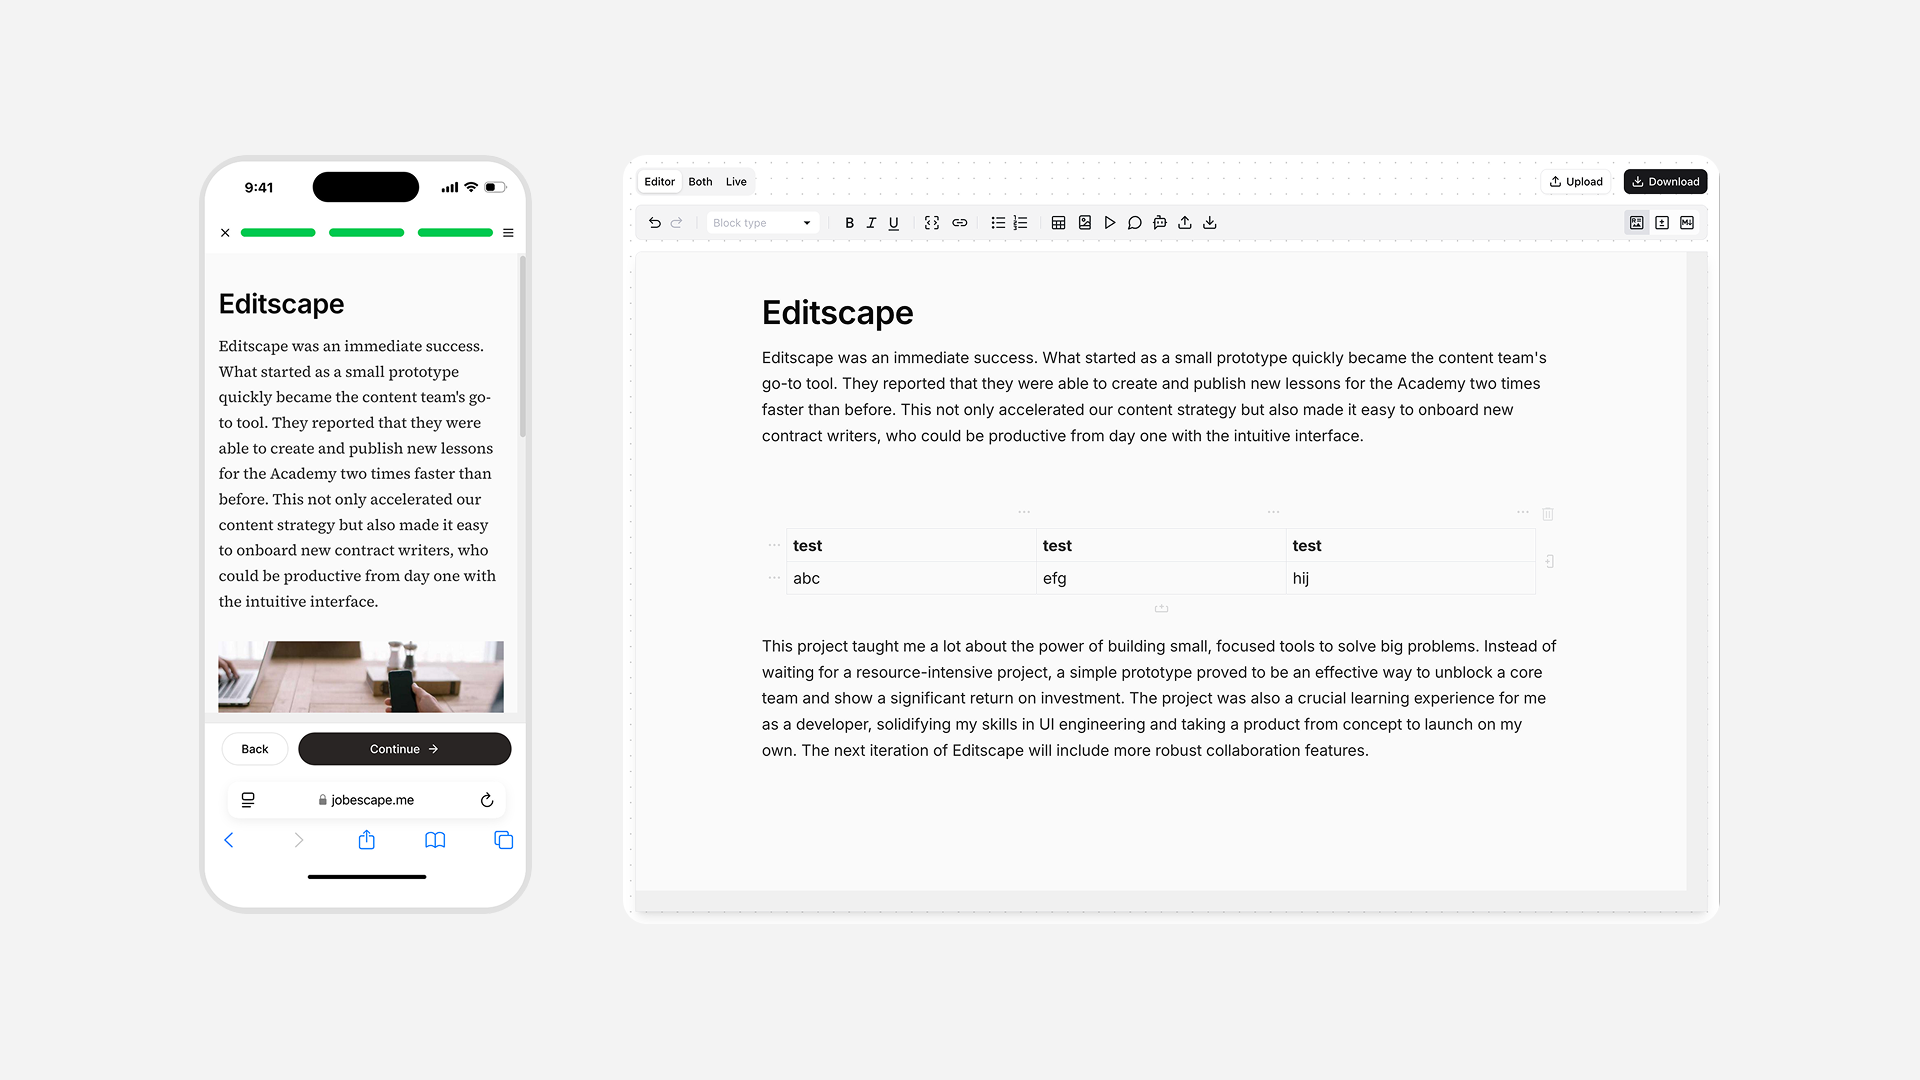 9:41
Editscape
Editscape was an immediate success.
What started as a small prototype
quickly became the content team's go-
to tool. They reported that they were
able to create and publish new lessons
for the Academy two times faster than
before. This not only accelerated our
content strategy but also made it easy
to onboard new contract writers, who
could be productive from day one with
the intuitive interface.
Back
Continue →
jobescape.me
Editor Both Live
Upload
Download
Block type
B I U
Editscape
Editscape was an immediate success. What started as a small prototype quickly became the content team's
go-to tool. They reported that they were able to create and publish new lessons for the Academy two times
faster than before. This not only accelerated our content strategy but also made it easy to onboard new
contract writers, who could be productive from day one with the intuitive interface.
test test test
abc efg hij
This project taught me a lot about the power of building small, focused tools to solve big problems. Instead of
waiting for a resource-intensive project, a simple prototype proved to be an effective way to unblock a core
team and show a significant return on investment. The project was also a crucial learning experience for me
as a developer, solidifying my skills in UI engineering and taking a product from concept to launch on my
own. The next iteration of Editscape will include more robust collaboration features.